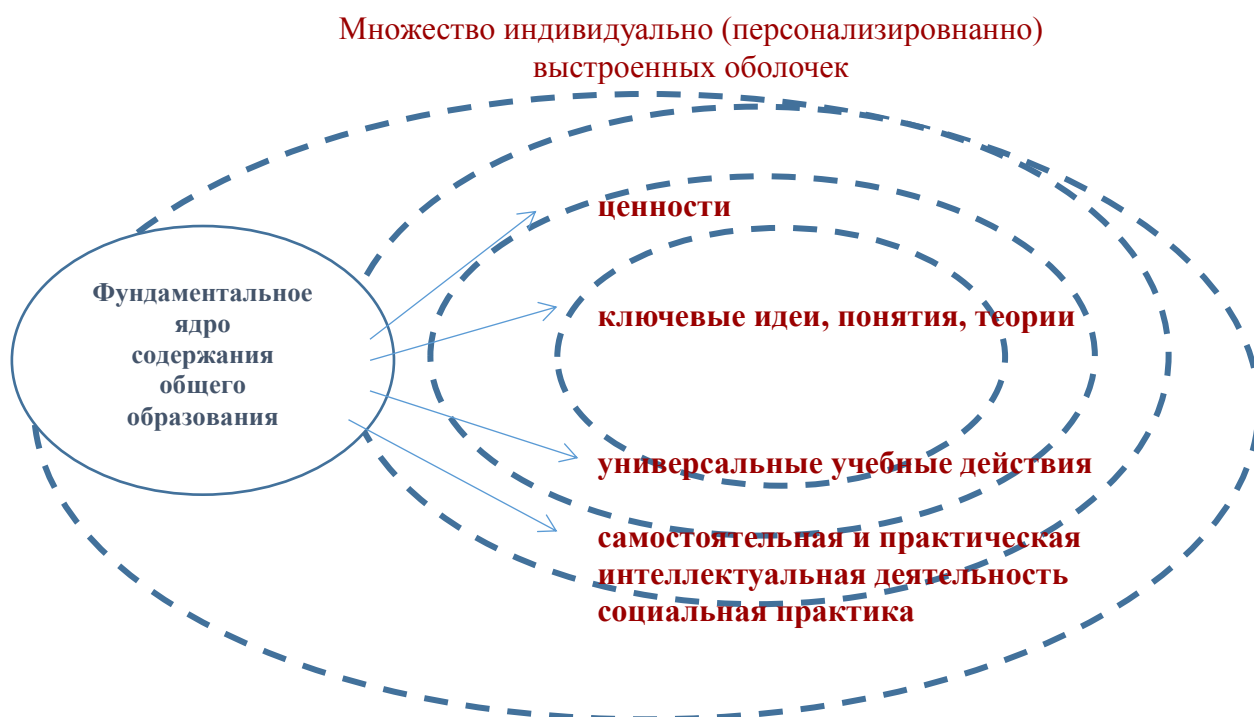 Множество индивидуально (персонализировнанно)
выстроенных оболочек
ценности
Фундаментальное
ядро
содержания
общего
образования
ключевые идеи, понятия, теории
универсальные учебные действия
самостоятельная и практическая
интеллектуальная деятельность
социальная практика